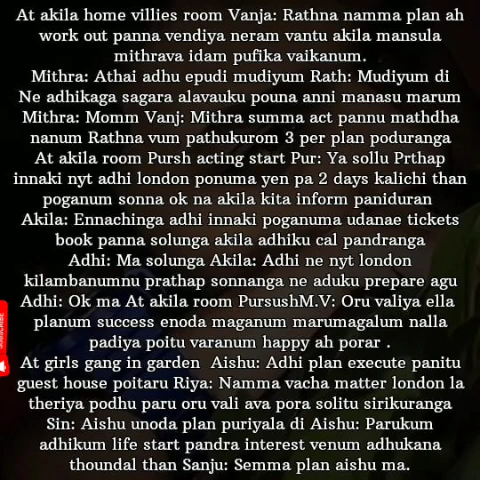 At akila home villies room Vanja: Rathna namma plan ah
work out panna vendiya neram vantu akila mansula
mithrava idam pufika vaikanum.
Mithra: Athai adhu epudi mudiyum Rath: Mudiyum di
Ne adhikaga sagara alavauku pouna anni manasu marum
Mithra: Momm Vanj: Mithra summa act pannu mathdha
nanum Rathna vum pathukurom 3 per plan poduranga
At akila room Pursh acting start Pur: Ya sollu Prthap
innaki nyt adhi london ponuma yen pa 2 days kalichi than
poganum sonna ok na akila kita inform paniduran
Akila: Ennachinga adhi innaki poganuma udanae tickets
book panna solunga akila adhiku cal pandranga
Adhi: Ma solunga Akila: Adhi ne nyt london
kilambanumnu prathap sonnanga ne aduku prepare agu
Adhi: Ok ma At akila room PursushM.V: Oru valiya ella
planum success enoda maganum marumagalum nalla
padiya poitu varanum happy ah porar .
At girls gang in garden  Aishu: Adhi plan execute panitu
guest house poitaru Riya: Namma vacha matter london la
theriya podhu paru oru vali ava pora solitu sirikuranga
Sin: Aishu unoda plan puriyala di Aishu: Parukum
adhikum life start pandra interest venum adhukana
thoundal than Sanju: Semma plan aishu ma.
SUBSCRIBE